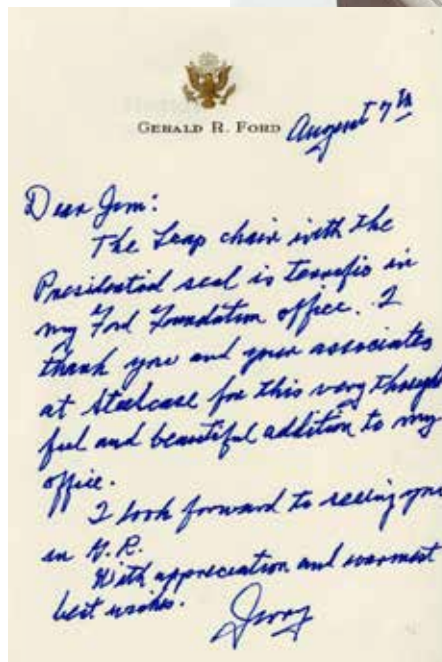 GERALD R. FORD
August 7th
Dear Jim:
The Leap chair with the
Presidential seal is terrific in
my Ford Foundation office. I
thank you and your associates
at Steelcase for this very though
ful and beautiful addition to my
office.
I look forward to seeing you
in G.R.
With appreciation and warmest
best wishes.
Jerry